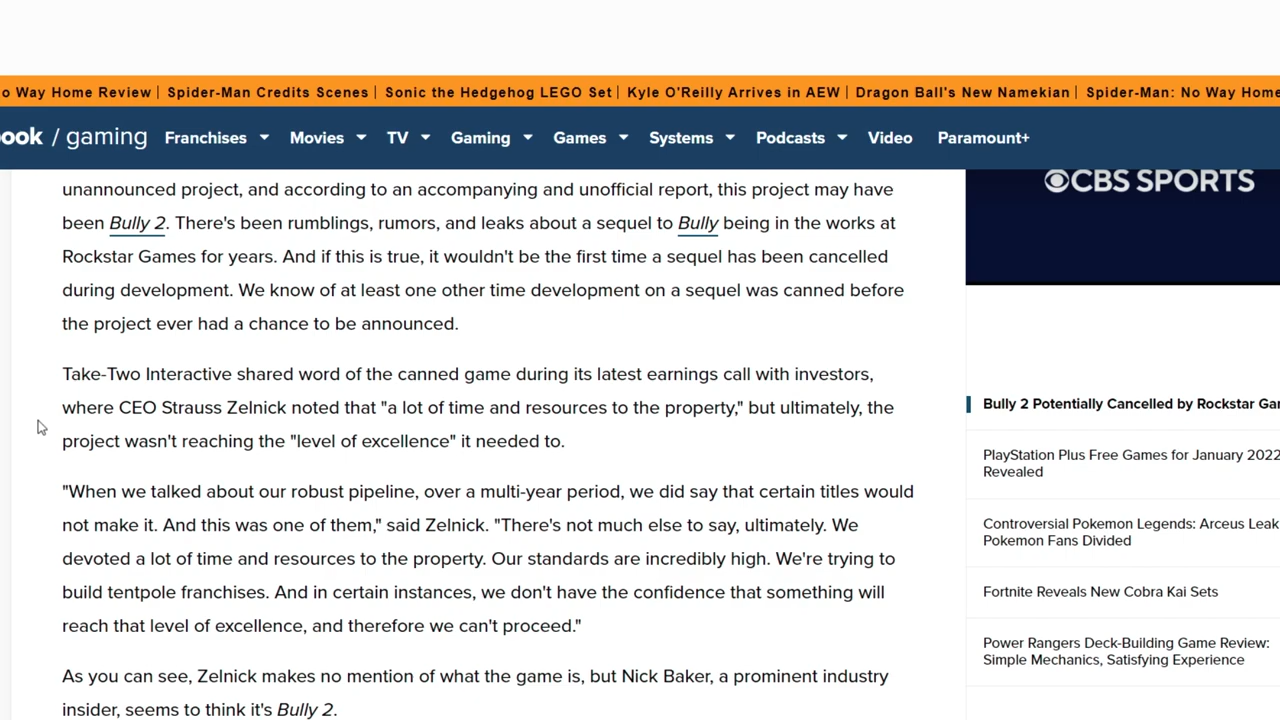 o Way Home Review | Spider-Man Credits Scenes | Sonic the Hedgehog LEGO Set | Kyle O'Reilly Arrives in AEW | Dragon Ball's New Namekian | Spider-Man: No Way Home
ook / gaming Franchises Movies TV Gaming Games Systems Podcasts Video Paramount+
unannounced project, and according to an accompanying and unofficial report, this project may have
been Bully 2. There's been rumblings, rumors, and leaks about a sequel to Bully being in the works at
Rockstar Games for years. And if this is true, it wouldn't be the first time a sequel has been cancelled
during development. We know of at least one other time development on a sequel was canned before
the project ever had a chance to be announced.
Take-Two Interactive shared word of the canned game during its latest earnings call with investors,
where CEO Strauss Zelnick noted that "a lot of time and resources to the property," but ultimately, the
project wasn't reaching the "level of excellence" it needed to.
"When we talked about our robust pipeline, over a multi-year period, we did say that certain titles would
not make it. And this was one of them," said Zelnick. "There's not much else to say, ultimately. We
devoted a lot of time and resources to the property. Our standards are incredibly high. We're trying to
build tentpole franchises. And in certain instances, we don't have the confidence that something will
reach that level of excellence, and therefore we can't proceed."
As you can see, Zelnick makes no mention of what the game is, but Nick Baker, a prominent industry
insider, seems to think it's Bully 2.
CBS SPORTS
Bully 2 Potentially Cancelled by Rockstar Gar
PlayStation Plus Free Games for January 2022
Revealed
Controversial Pokemon Legends: Arceus Leak
Pokemon Fans Divided
Fortnite Reveals New Cobra Kai Sets
Power Rangers Deck-Building Game Review:
Simple Mechanics, Satisfying Experience